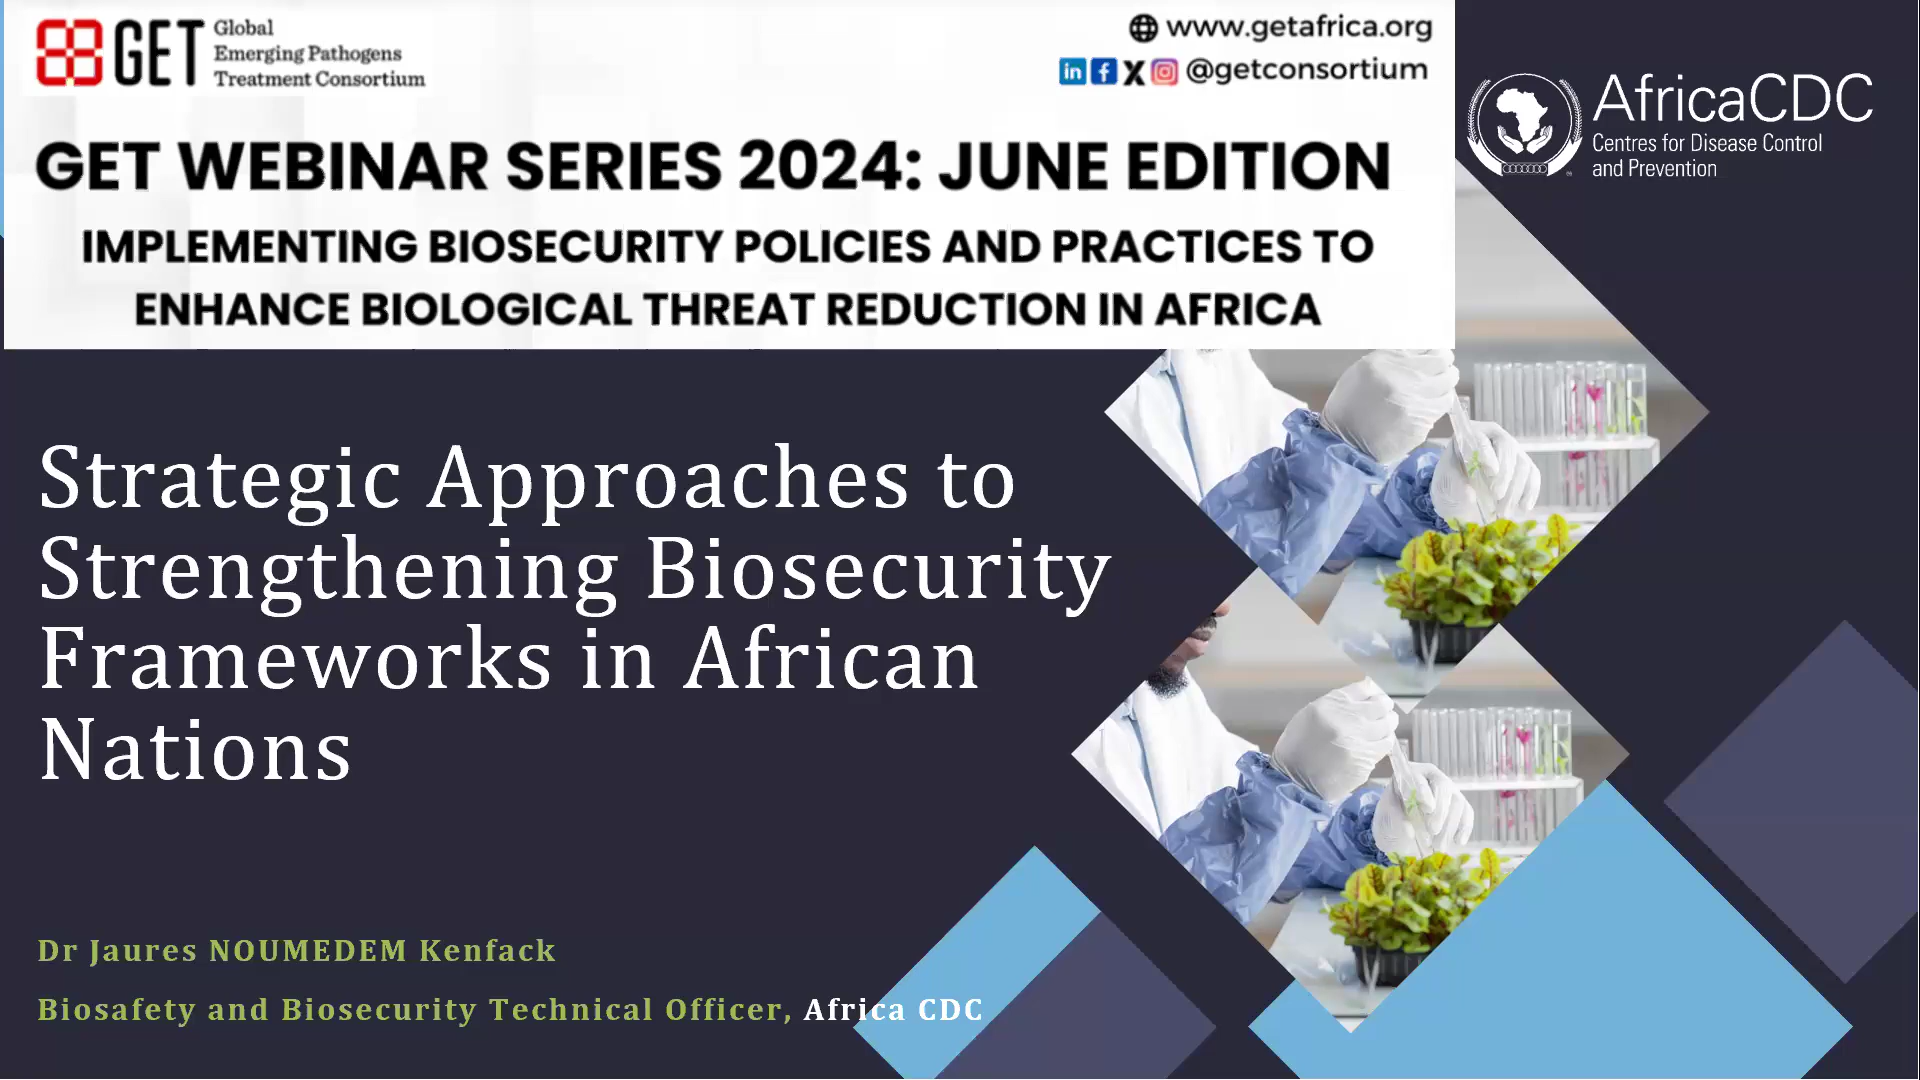 GET Global
Emerging Pathogens
Treatment Consortium
www.getafrica.org
@getconsortium
GET WEBINAR SERIES 2024: JUNE EDITION
IMPLEMENTING BIOSECURITY POLICIES AND PRACTICES TO
ENHANCE BIOLOGICAL THREAT REDUCTION IN AFRICA
AfricaCDC
Centres for Disease Control
and Prevention
Strategic Approaches to
Strengthening Biosecurity
Frameworks in African
Nations
Dr Jaures NOUMEDEM Kenfack
Biosafety and Biosecurity Technical Officer, Africa CDC